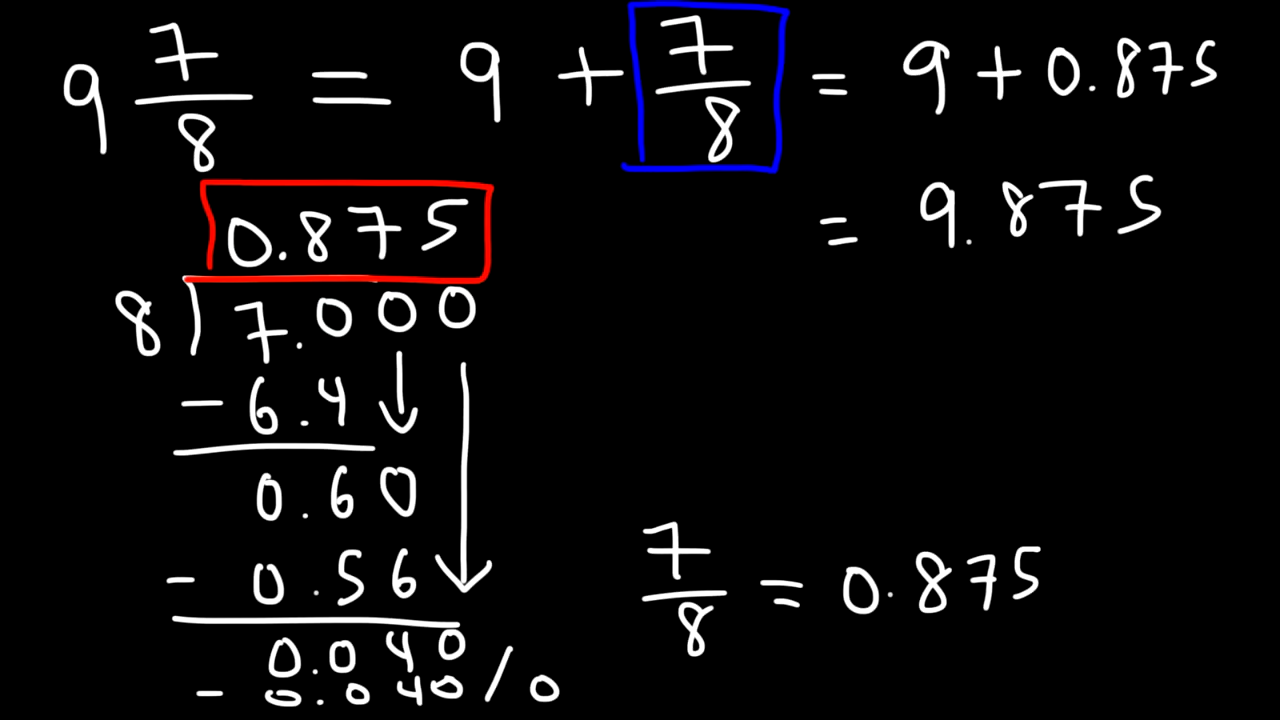 9 7/8 = 9 + 7/8 = 9 + 0.875
= 9.875
0.875
8 ) 7.000
- 6.4
0.60
- 0.56
0.040
- 0.040 / 0
7/8 = 0.875